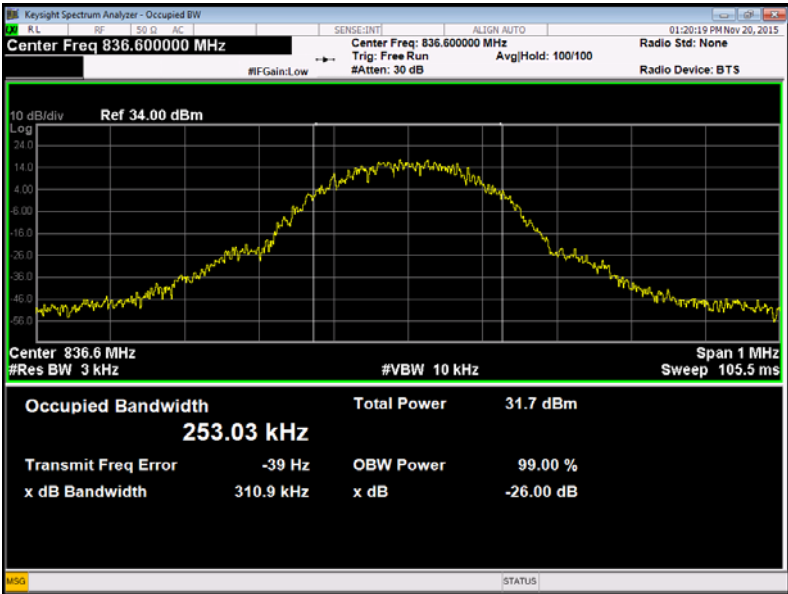 Keysight Spectrum Analyzer - Occupied BW
RL RF 50 Ω AC SENSE:INT ALIGN AUTO 01:20:19 PM Nov 20, 2015
Center Freq 836.600000 MHz Center Freq: 836.600000 MHz Radio Std: None
Trig: Free Run Avg|Hold: 100/100
#IFGain:Low #Atten: 30 dB Radio Device: BTS
10 dB/div Ref 34.00 dBm
Log
24.0
14.0
4.00
-6.00
-16.0
-26.0
-36.0
-46.0
-56.0
Center 836.6 MHz Span 1 MHz
#Res BW 3 kHz #VBW 10 kHz Sweep 105.5 ms
Occupied Bandwidth Total Power 31.7 dBm
253.03 kHz
Transmit Freq Error -39 Hz OBW Power 99.00 %
x dB Bandwidth 310.9 kHz x dB -26.00 dB
MSG STATUS